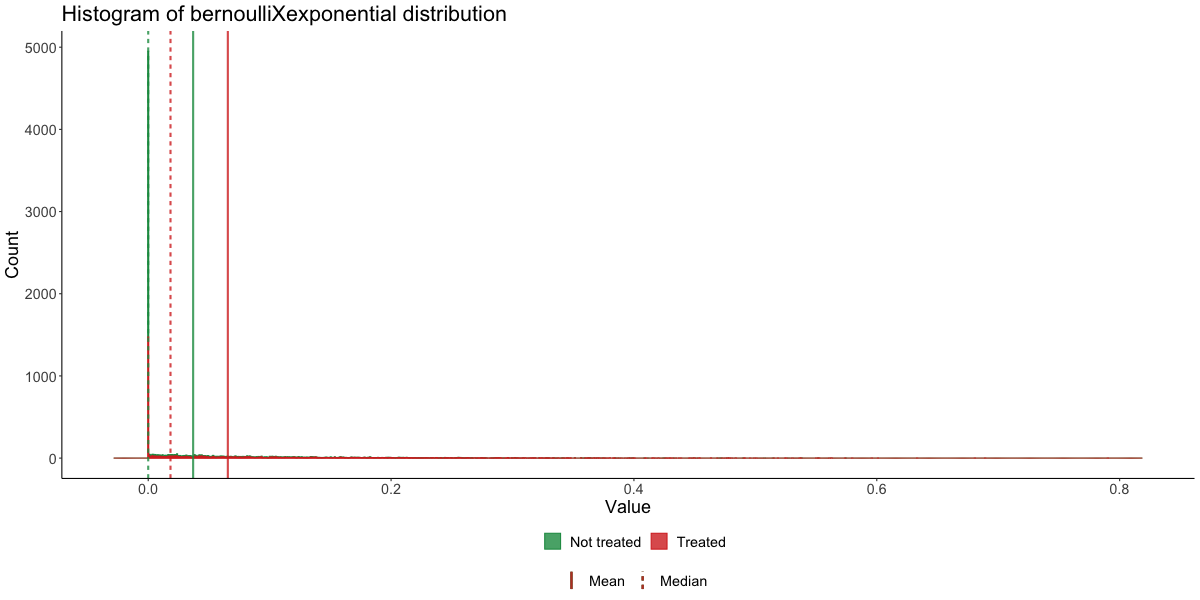 Histogram of bernoulliXexponential distribution
5000
4000
3000
2000
1000
0
Count
0.0 0.2 0.4 0.6 0.8
Value
Not treated Treated
Mean Median